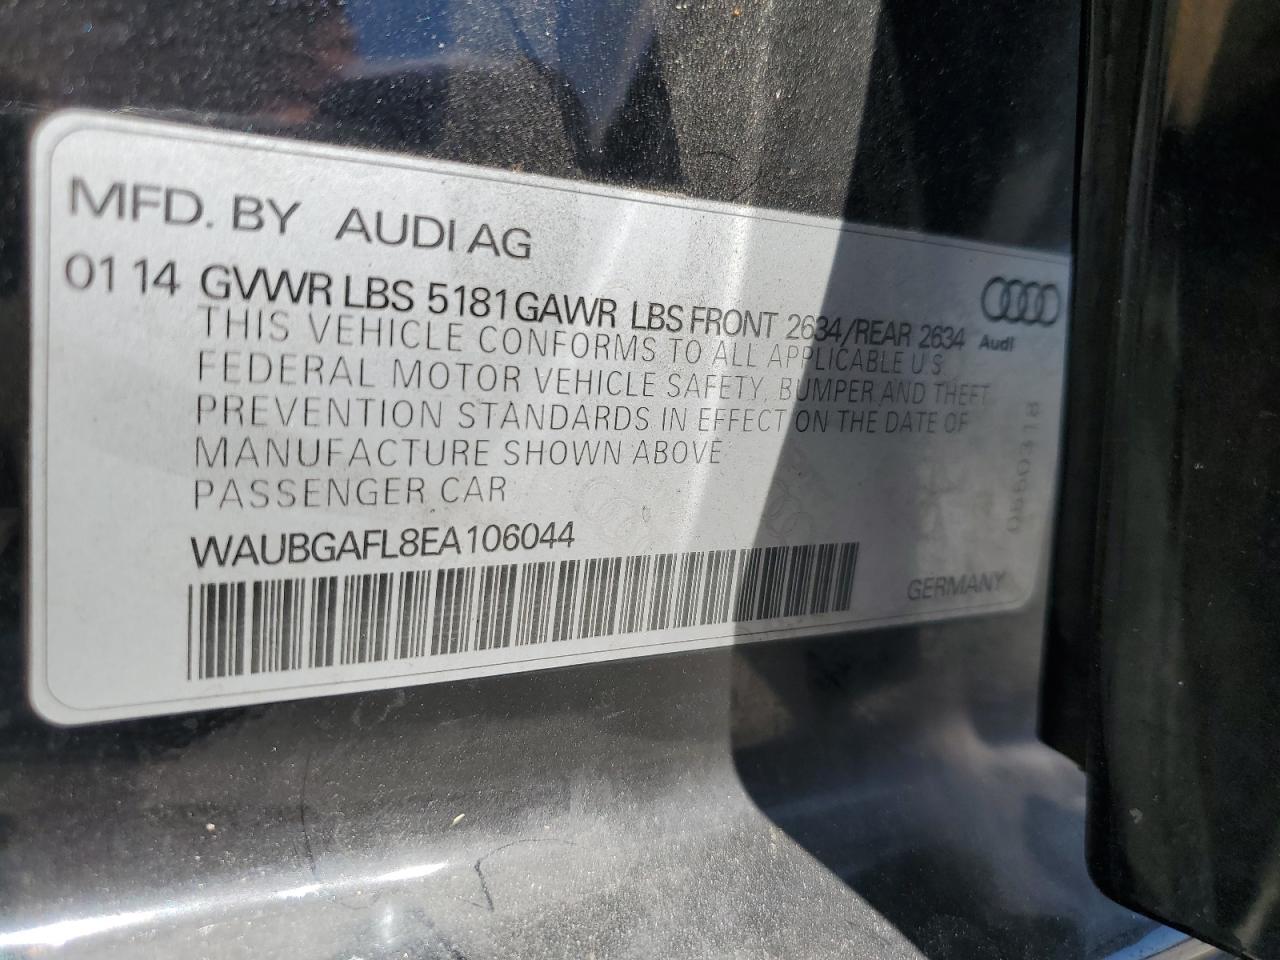 MFD. BY AUDI AG
01 14 GVWR LBS 5181 GAWR LBS FRONT 2634/REAR 2634
Audi
THIS VEHICLE CONFORMS TO ALL APPLICABLE U.S.
FEDERAL MOTOR VEHICLE SAFETY, BUMPER AND THEFT
PREVENTION STANDARDS IN EFFECT ON THE DATE OF
MANUFACTURE SHOWN ABOVE
PASSENGER CAR
WAUBGAFL8EA106044
GERMANY